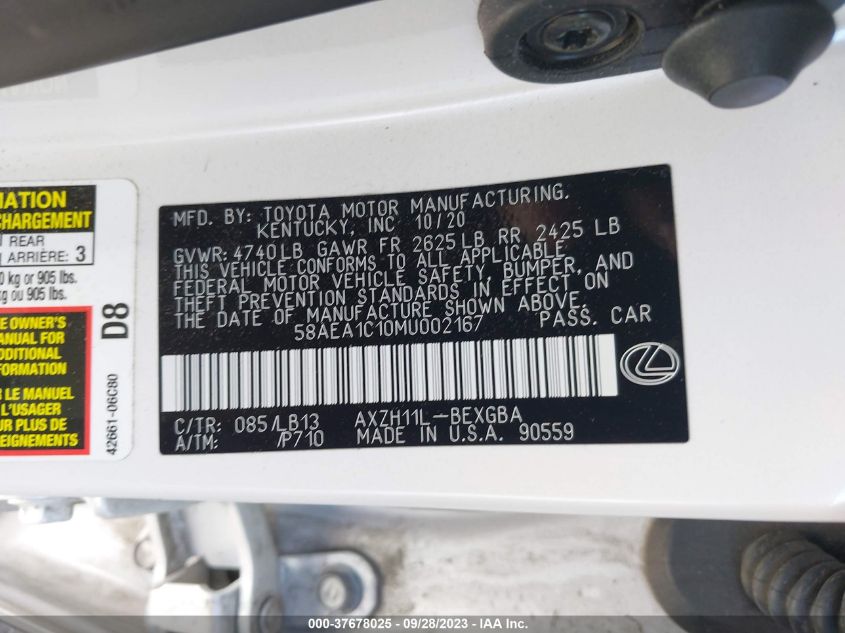 MATION
CHARGEMENT
REAR
ARRIÈRE: 3
0 kg or 905 lbs.
kg ou 905 lbs.
E OWNER'S
ANUAL FOR
DDITIONAL
FORMATION
R LE MANUEL
L'USAGER
UR PLUS DE
D8
42661-06C80
MFD. BY: TOYOTA MOTOR MANUFACTURING.
KENTUCKY, INC 10/20
GVWR: 4740LB GAWR FR 2625LB RR 2425 LB
THIS VEHICLE CONFORMS TO ALL APPLICABLE
FEDERAL MOTOR VEHICLE SAFETY, BUMPER, AND
THEFT PREVENTION STANDARDS IN EFFECT ON
THE DATE OF MANUFACTURE SHOWN ABOVE.
58AEA1C10MU002167 PASS. CAR
C/TR: 085/LB13 AXZH11L-BEXGBA
A/TM: /P710 MADE IN U.S.A. 90559
000-37678025 - 09/28/2023 - IAA Inc.